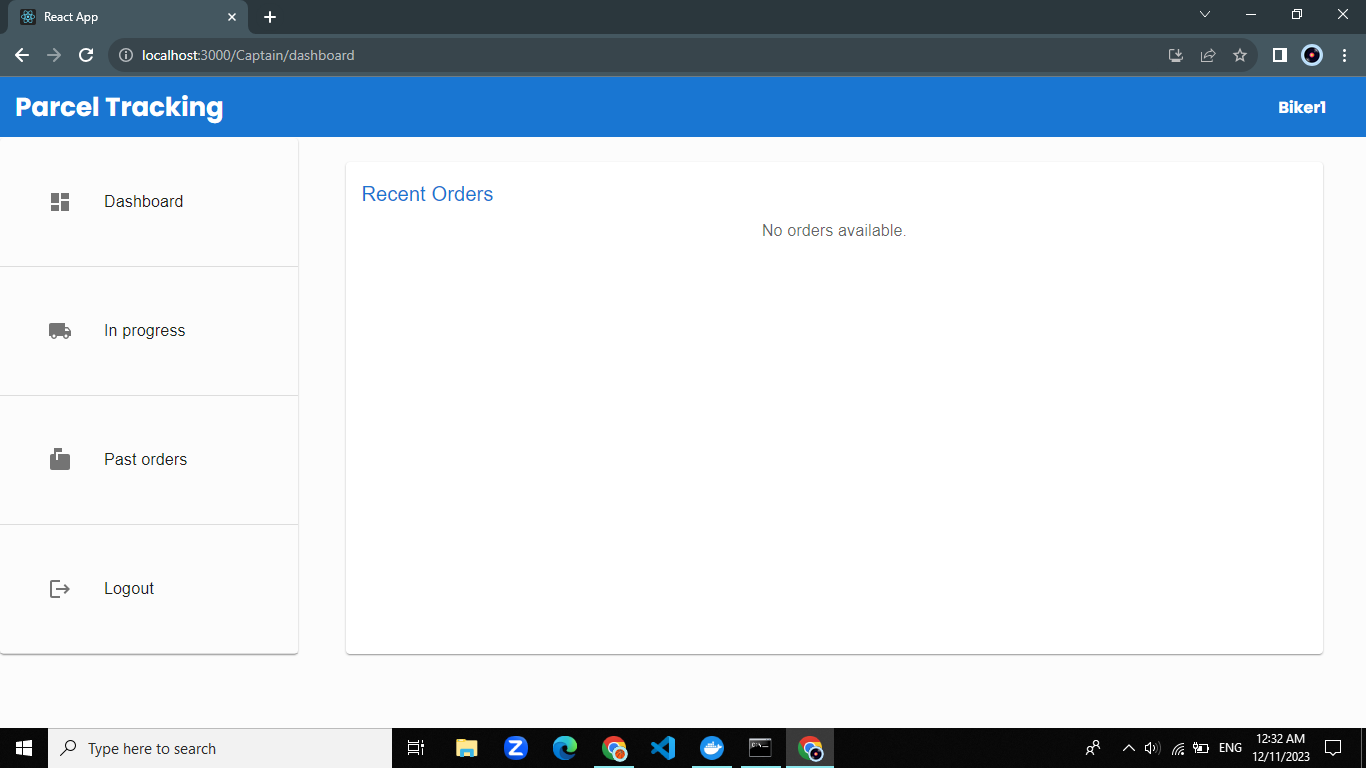 React App
localhost:3000/Captain/dashboard
Parcel Tracking
Biker1
Dashboard
In progress
Past orders
Logout
Recent Orders
No orders available.
Type here to search
ENG
12:32 AM
12/11/2023